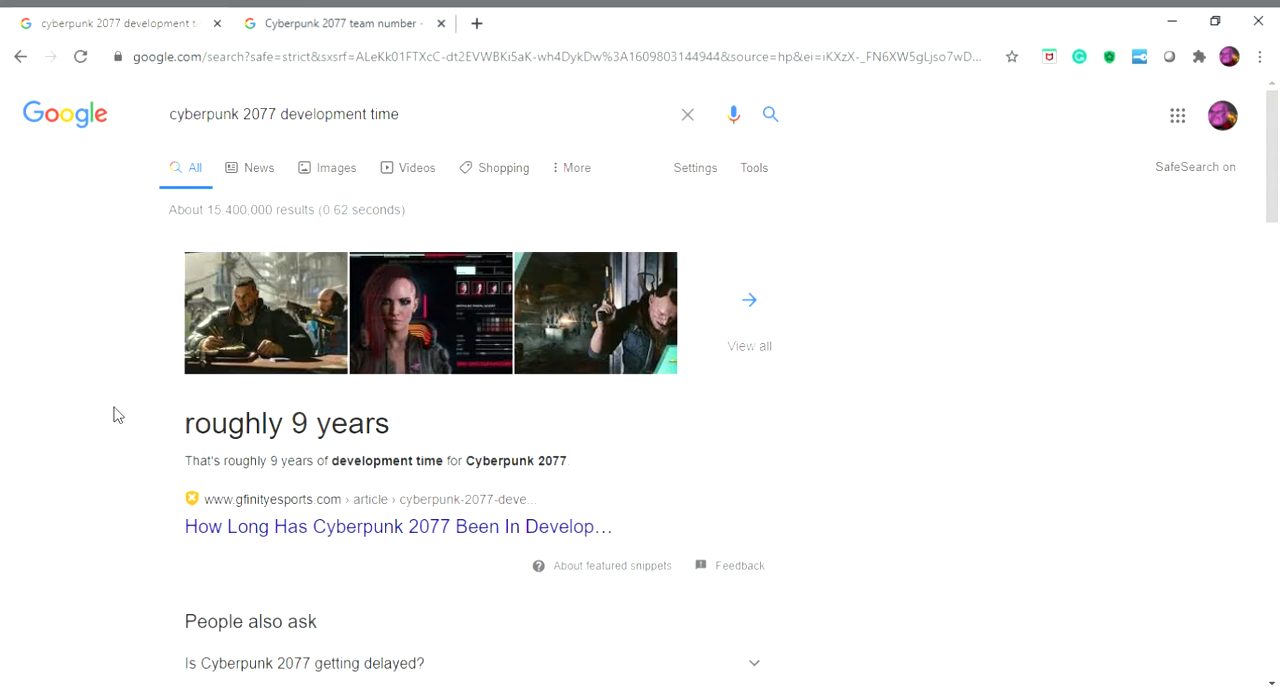 cyberpunk 2077 development t
Cyberpunk 2077 team number -
google.com/search?safe=strict&sxsrf=ALeKk01FTXcC-dt2EVWBKi5aK-wh4DykDw%3A1609803144944&source=hp&ei=iKXzX-_FN6XW5gLjso7wD...
Google
cyberpunk 2077 development time
All News Images Videos Shopping More Settings Tools
SafeSearch on
About 15,400,000 results (0.62 seconds)
View all
roughly 9 years
That's roughly 9 years of development time for Cyberpunk 2077.
www.gfinityesports.com › article › cyberpunk-2077-deve...
How Long Has Cyberpunk 2077 Been In Develop...
About featured snippets Feedback
People also ask
Is Cyberpunk 2077 getting delayed?